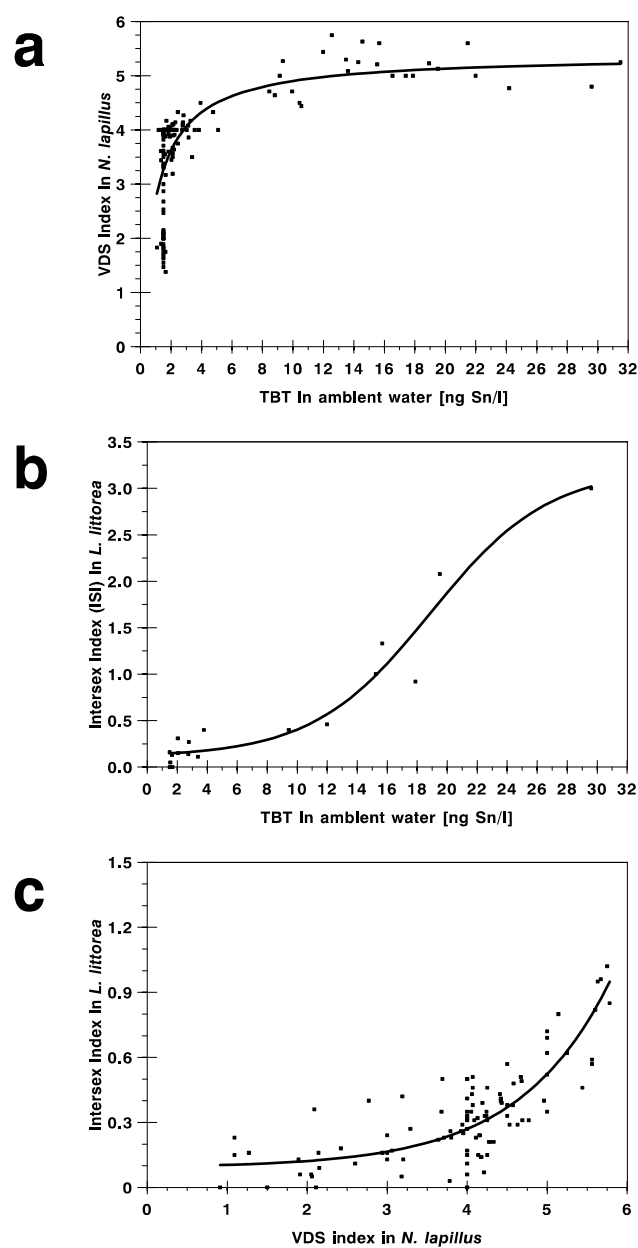 a
6
5
4
3
2
1
0
VDS Index In N. lapillus
0 2 4 6 8 10 12 14 16 18 20 22 24 26 28 30 32
TBT In ambient water [ng Sn/l]
b
3.5
3.0
2.5
2.0
1.5
1.0
0.5
0.0
Intersex Index (ISI) In L. littorea
0 2 4 6 8 10 12 14 16 18 20 22 24 26 28 30 32
TBT In ambient water [ng Sn/l]
c
1.5
1.2
0.9
0.6
0.3
0
Intersex Index In L. littorea
0 1 2 3 4 5 6
VDS index in N. lapillus